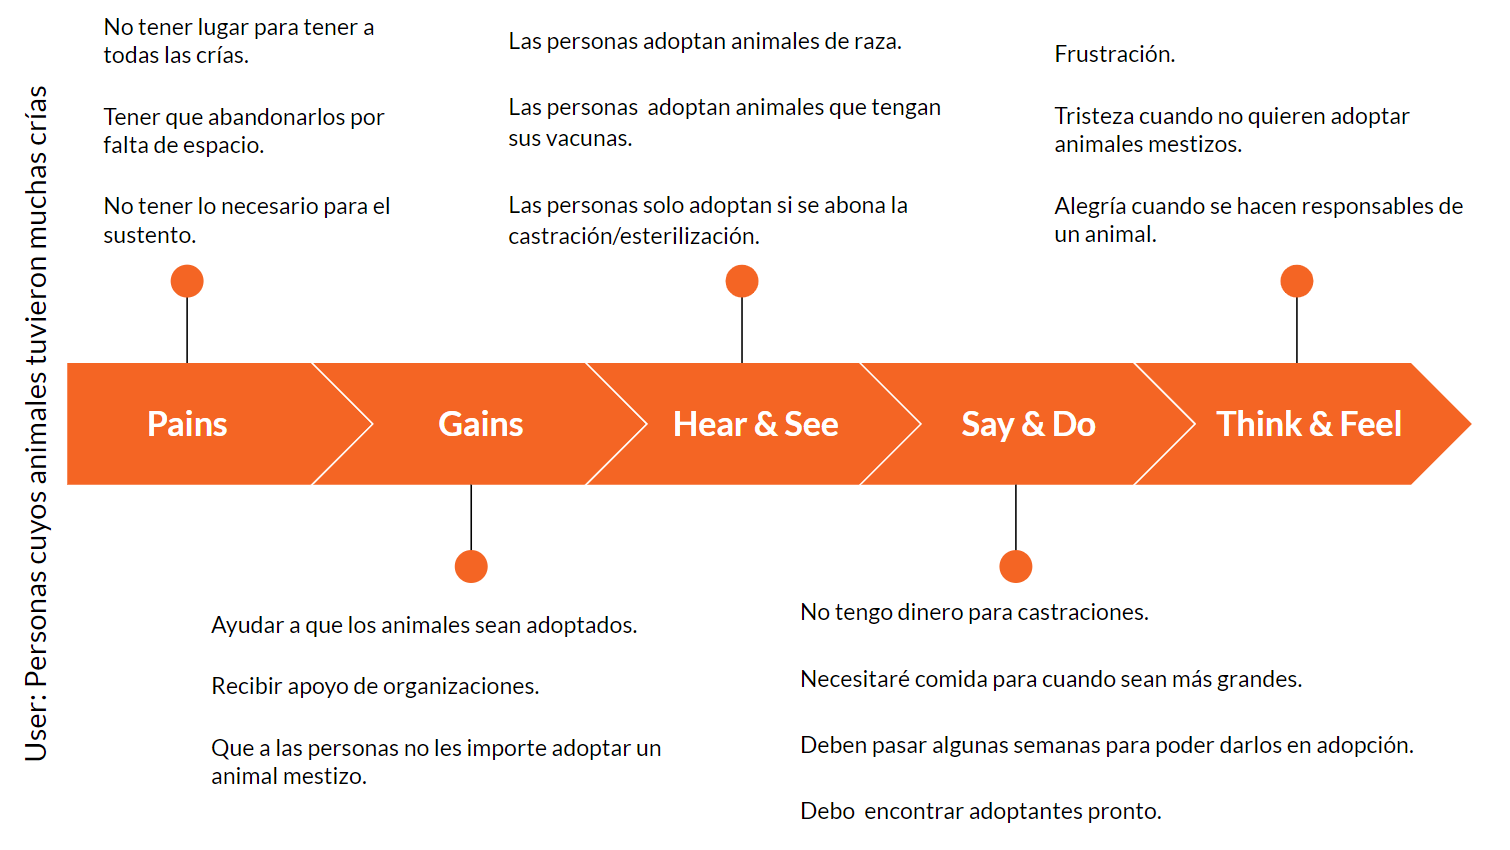 User: Personas cuyos animales tuvieron muchas crías
No tener lugar para tener a
todas las crías.
Tener que abandonarlos por
falta de espacio.
No tener lo necesario para el
sustento.
Las personas adoptan animales de raza.
Las personas  adoptan animales que tengan
sus vacunas.
Las personas solo adoptan si se abona la
castración/esterilización.
Frustración.
Tristeza cuando no quieren adoptar
animales mestizos.
Alegría cuando se hacen responsables de
un animal.
Pains
Gains
Hear & See
Say & Do
Think & Feel
Ayudar a que los animales sean adoptados.
Recibir apoyo de organizaciones.
Que a las personas no les importe adoptar un
animal mestizo.
No tengo dinero para castraciones.
Necesitaré comida para cuando sean más grandes.
Deben pasar algunas semanas para poder darlos en adopción.
Debo  encontrar adoptantes pronto.